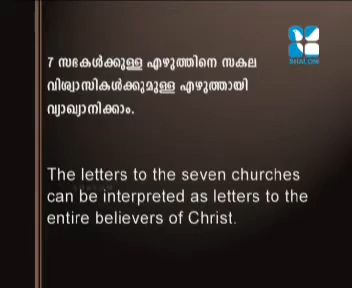 7 സഭകൾക്കുള്ള എഴുത്തിനെ സകല
വിശ്വാസികൾക്കുമുള്ള എഴുത്തായി
വ്യാഖ്യാനിക്കാം.
The letters to the seven churches
can be interpreted as letters to the
entire believers of Christ.